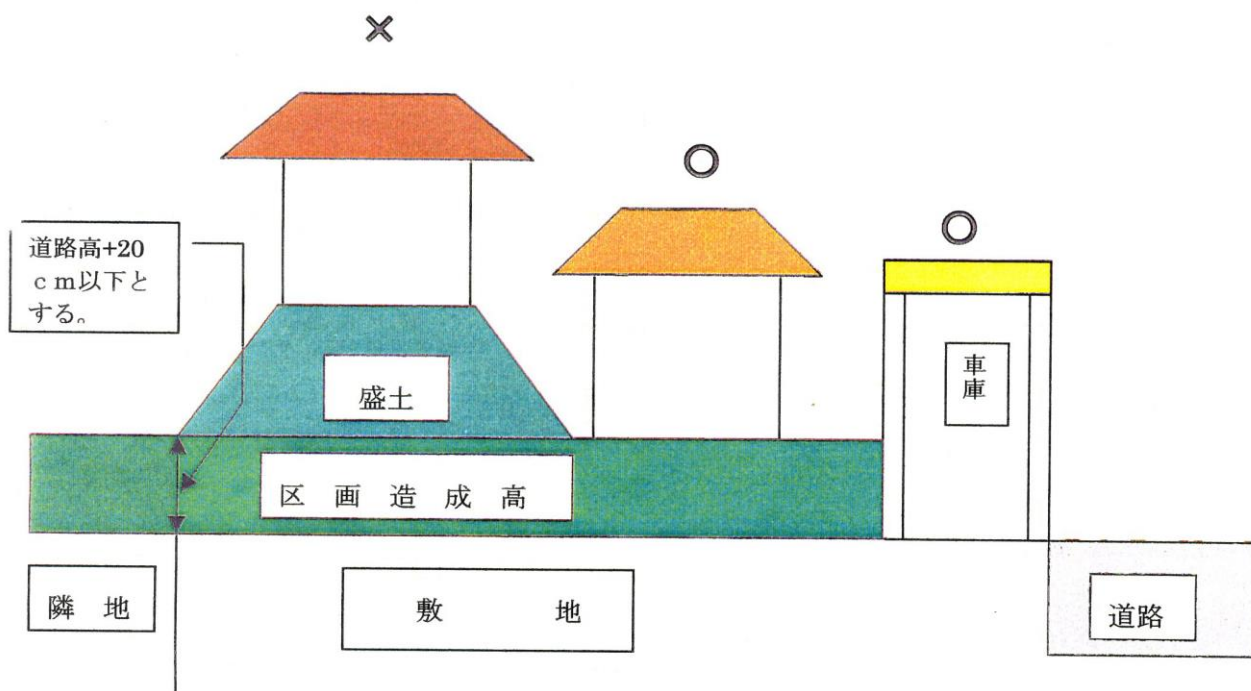 道路高+20
cm以下と
する。
盛土
車庫
区画造成高
隣地
敷地
道路